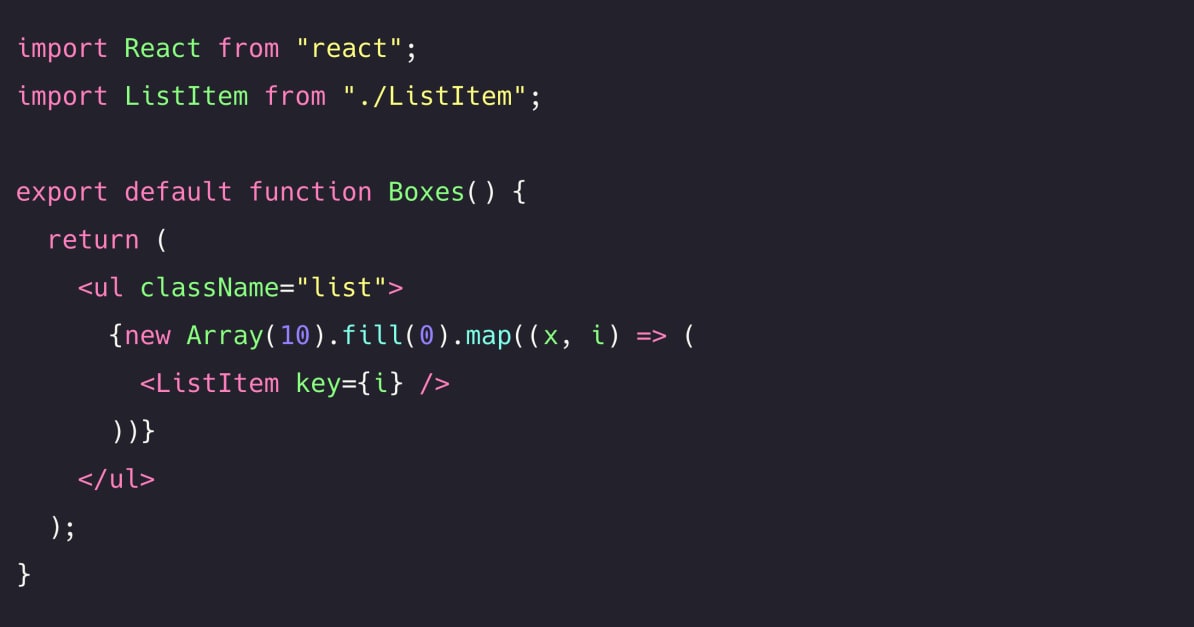 import React from "react";
import ListItem from "./ListItem";

export default function Boxes() {
  return (
    <ul className="list">
      {new Array(10).fill(0).map((x, i) => (
        <ListItem key={i} />
      ))}
    </ul>
  );
}